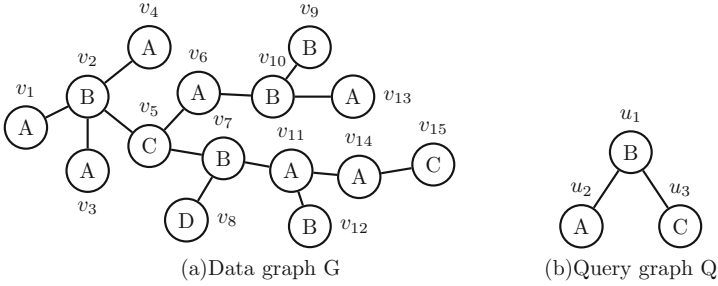 v4
A
v9
B
v2
B
v6
A
v10
B
A
v13
v1
A
v5
C
v7
B
v11
A
v14
A
v15
C
A
v3
D
v8
B
v12
u1
B
u2
A
u3
C
(a)Data graph G
(b)Query graph Q